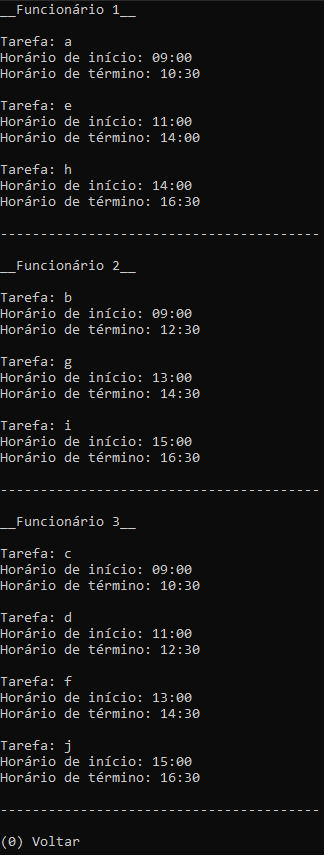 __Funcionário 1__
Tarefa: a
Horário de início: 09:00
Horário de término: 10:30
Tarefa: e
Horário de início: 11:00
Horário de término: 14:00
Tarefa: h
Horário de início: 14:00
Horário de término: 16:30
----------------------------------------
__Funcionário 2__
Tarefa: b
Horário de início: 09:00
Horário de término: 12:30
Tarefa: g
Horário de início: 13:00
Horário de término: 14:30
Tarefa: i
Horário de início: 15:00
Horário de término: 16:30
----------------------------------------
__Funcionário 3__
Tarefa: c
Horário de início: 09:00
Horário de término: 10:30
Tarefa: d
Horário de início: 11:00
Horário de término: 12:30
Tarefa: f
Horário de início: 13:00
Horário de término: 14:30
Tarefa: j
Horário de início: 15:00
Horário de término: 16:30
----------------------------------------
(0) Voltar